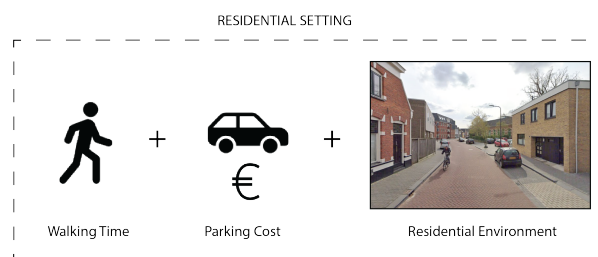 RESIDENTIAL SETTING
+
+
€
Walking Time
Parking Cost
Residential Environment